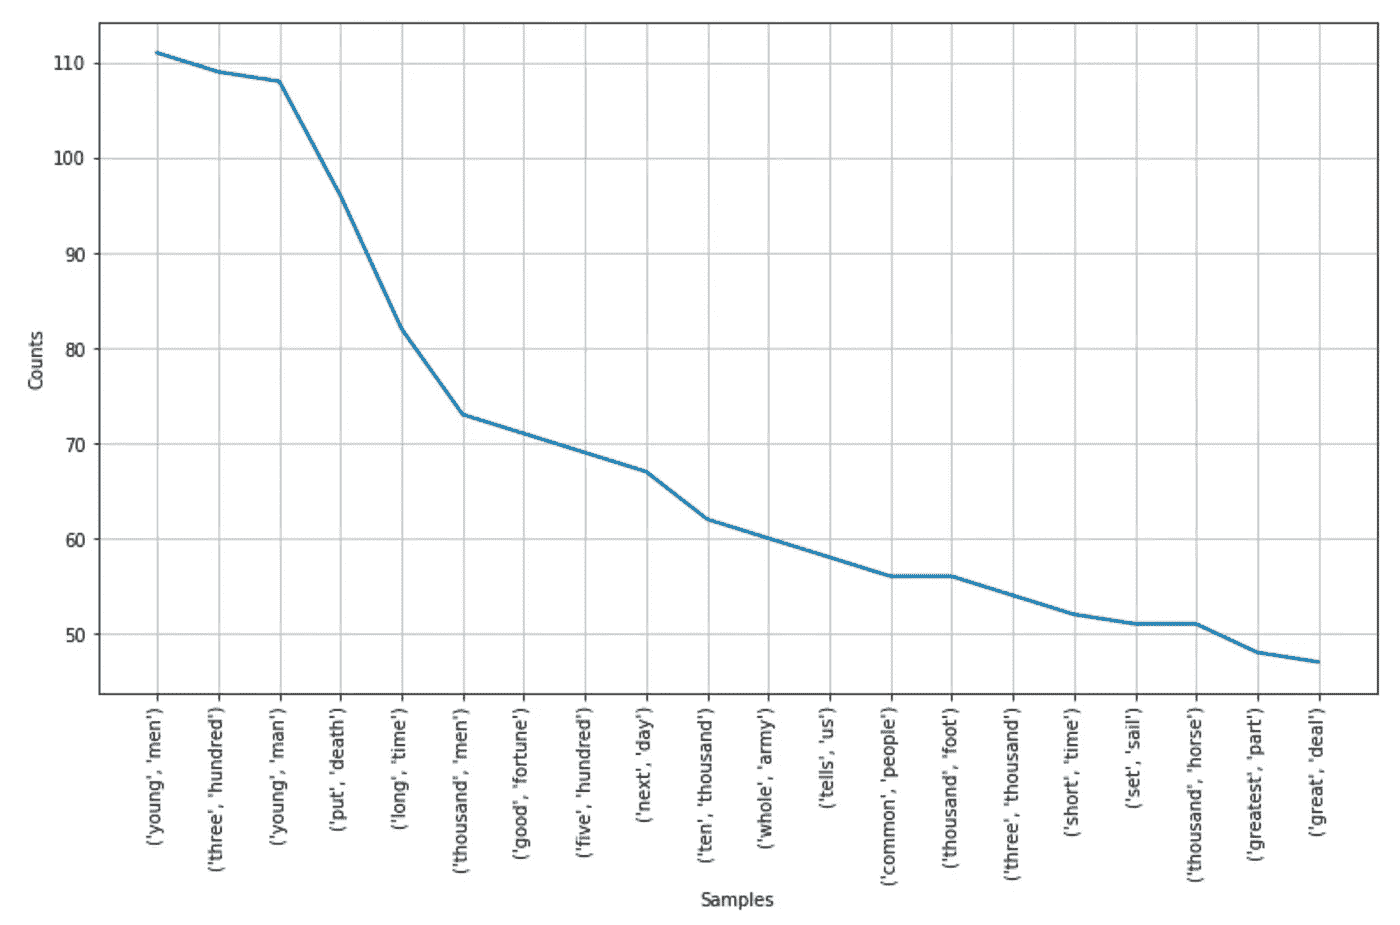 110
100
90
80
70
60
50
Counts
('young', 'men')
('three', 'hundred')
('young', 'man')
('put', 'death')
('long', 'time')
('thousand', 'men')
('good', 'fortune')
('five', 'hundred')
('next', 'day')
('ten', 'thousand')
('whole', 'army')
('tells', 'us')
('common', 'people')
('thousand', 'foot')
('three', 'thousand')
('short', 'time')
('set', 'sail')
('thousand', 'horse')
('greatest', 'part')
('great', 'deal')
Samples